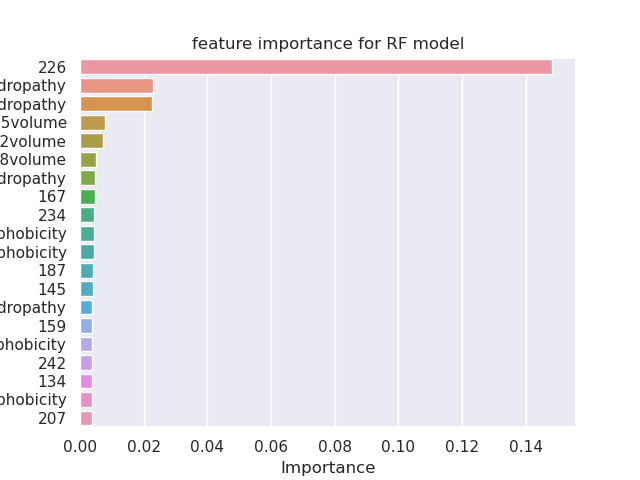 feature importance for RF model
226
dropathy
dropathy
5volume
2volume
8volume
dropathy
167
234
phobicity
phobicity
187
145
dropathy
159
phobicity
242
134
phobicity
207
0.00 0.02 0.04 0.06 0.08 0.10 0.12 0.14
Importance